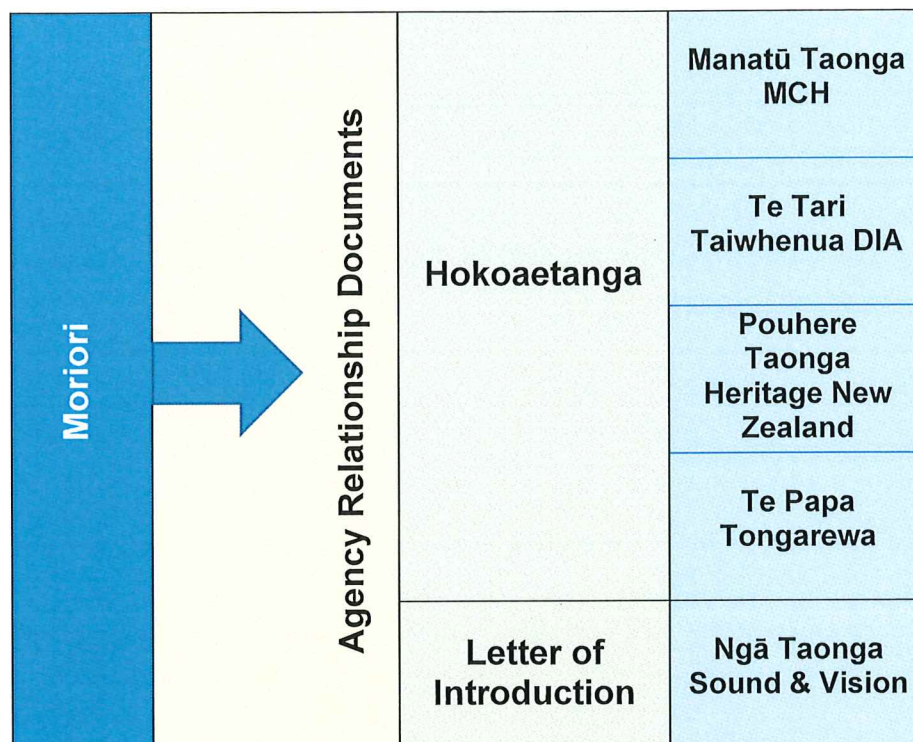 Moriori
Agency Relationship Documents
Hokoaetanga
Manatū Taonga
MCH
Te Tari
Taiwhenua DIA
Pouhere
Taonga
Heritage New
Zealand
Te Papa
Tongarewa
Letter of
Introduction
Ngā Taonga
Sound & Vision